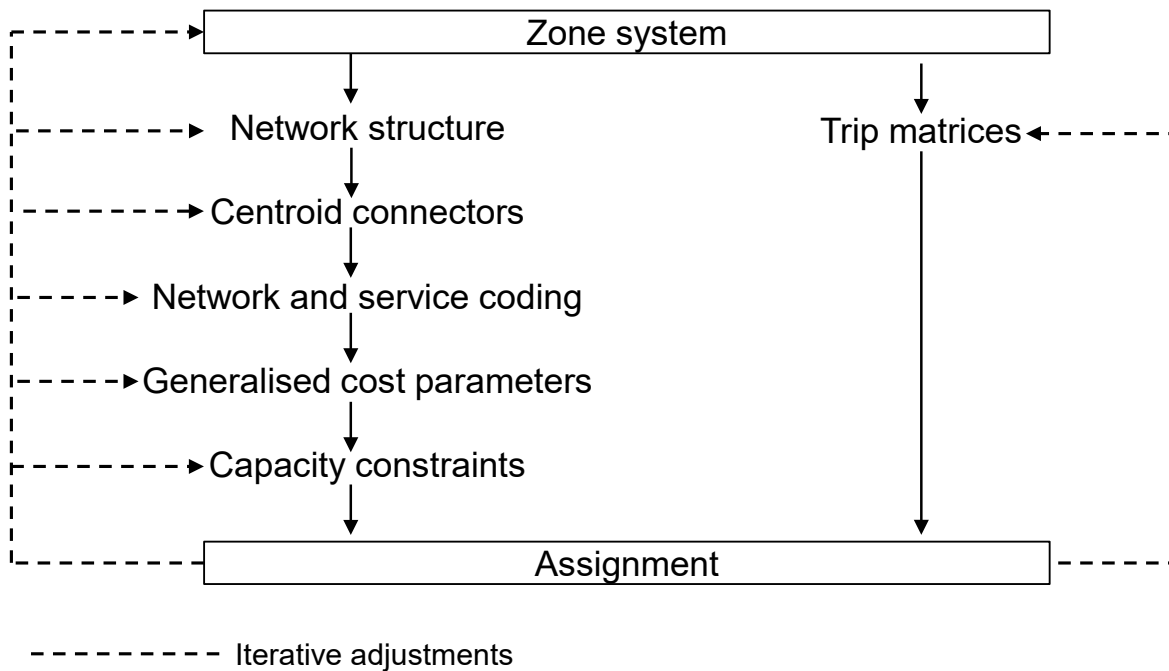 Zone system
Network structure
Trip matrices
Centroid connectors
Network and service coding
Generalised cost parameters
Capacity constraints
Assignment
Iterative adjustments